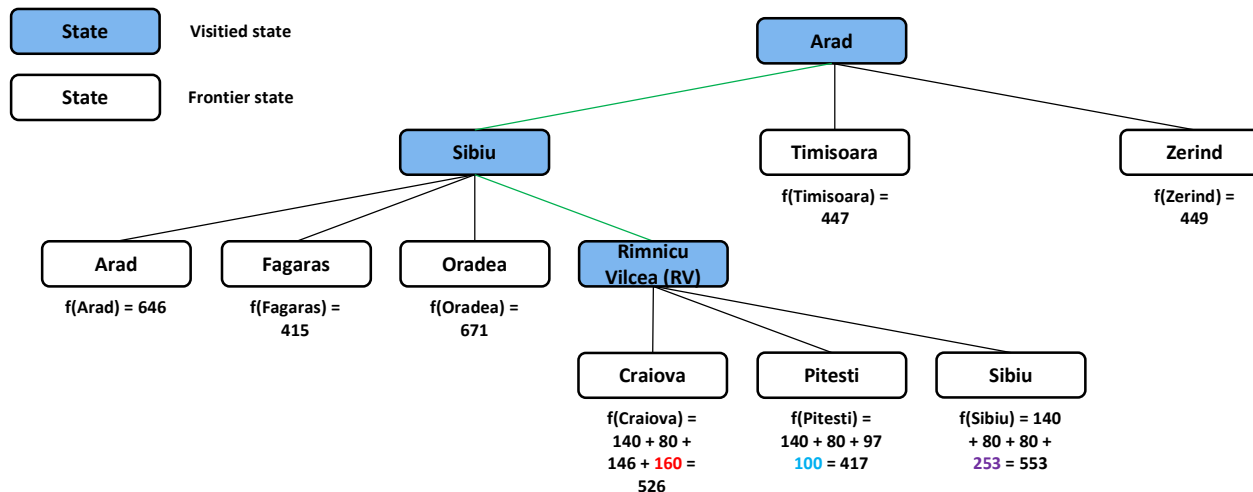 State
Visitied state
State
Frontier state
Arad
Sibiu
Timisoara
Zerind
f(Timisoara) =
447
f(Zerind) =
449
Arad
Fagaras
Oradea
Rimnicu
Vilcea (RV)
f(Arad) = 646
f(Fagaras) =
415
f(Oradea) =
671
Craiova
Pitesti
Sibiu
f(Craiova) =
140 + 80 +
146 + 160 =
526
f(Pitesti) =
140 + 80 + 97
100 = 417
f(Sibiu) = 140
+ 80 + 80 +
253 = 553